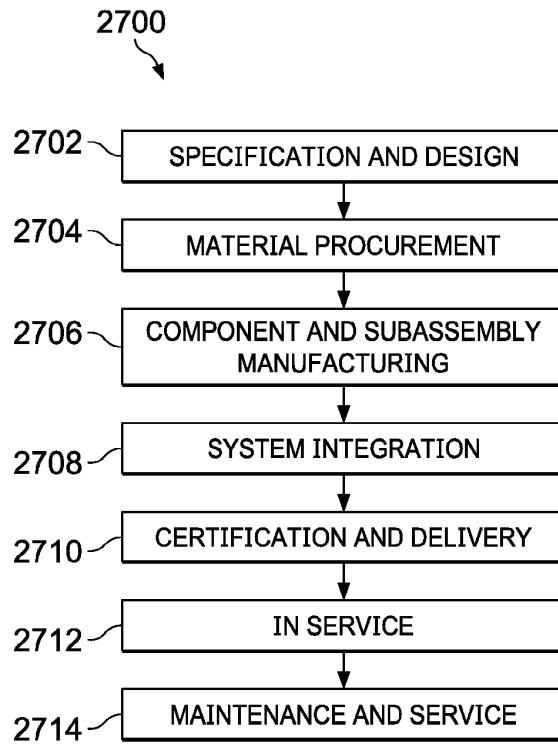 2700
2702
SPECIFICATION AND DESIGN
2704
MATERIAL PROCUREMENT
2706
COMPONENT AND SUBASSEMBLY
MANUFACTURING
2708
SYSTEM INTEGRATION
2710
CERTIFICATION AND DELIVERY
2712
IN SERVICE
2714
MAINTENANCE AND SERVICE